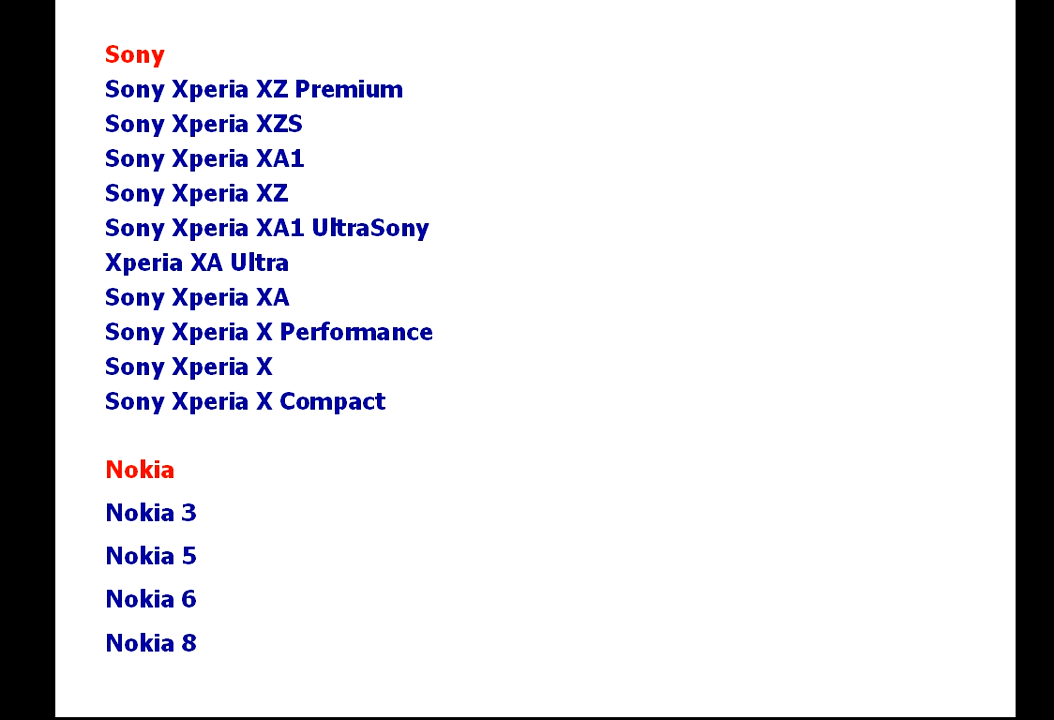 Sony
Sony Xperia XZ Premium
Sony Xperia XZS
Sony Xperia XA1
Sony Xperia XZ
Sony Xperia XA1 UltraSony
Xperia XA Ultra
Sony Xperia XA
Sony Xperia X Performance
Sony Xperia X
Sony Xperia X Compact
Nokia
Nokia 3
Nokia 5
Nokia 6
Nokia 8